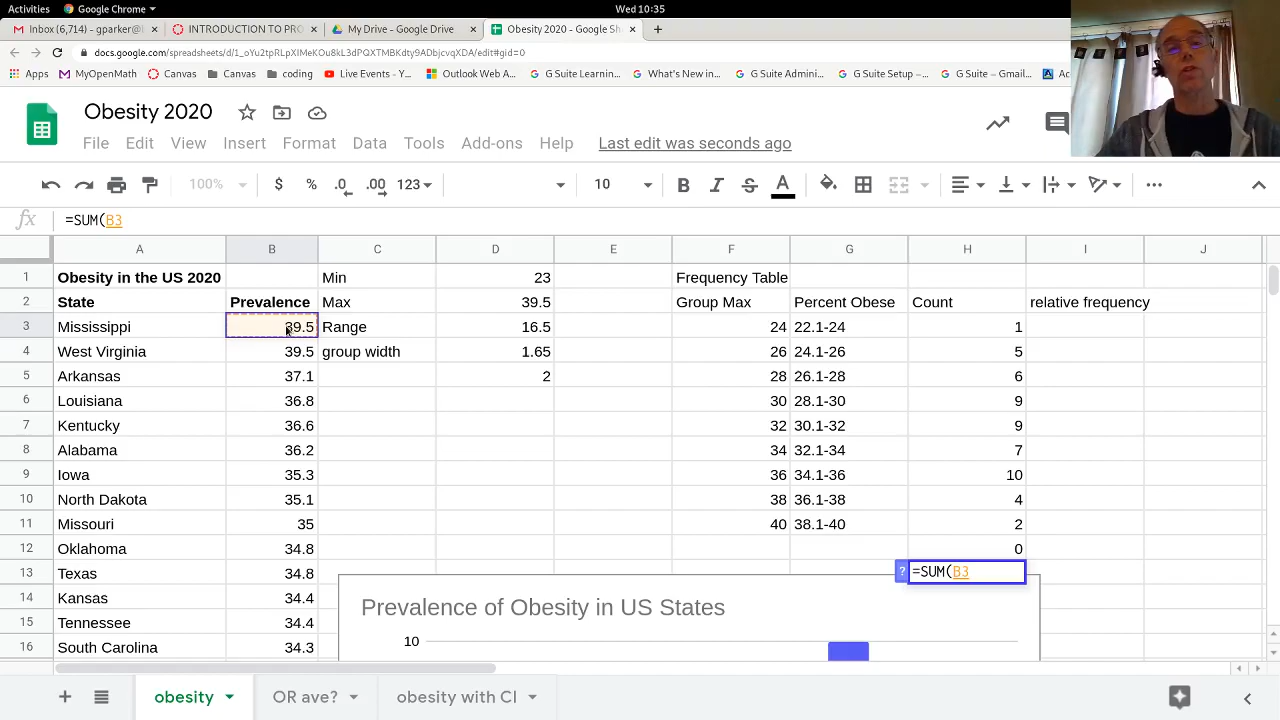 Activities
Google Chrome
Wed 10:35
Inbox (6,714) - gparker@
INTRODUCTION TO PRO
My Drive - Google Drive
Obesity 2020 - Google She
docs.google.com/spreadsheets/d/1_oYu2tpRLpXIMeKOu8kL3dPQXTMBKdty9ADbjcvqXDA/edit#gid=0
Apps
MyOpenMath
Canvas
Canvas
coding
Live Events - Y...
Outlook Web A...
G Suite Learnin...
What's New in ...
G Suite Admini...
G Suite Setup –...
G Suite – Gmail...
Obesity 2020
File Edit View Insert Format Data Tools Add-ons Help Last edit was seconds ago
100% $ % .0 .00 123 10 B I S A
fx =SUM(B3
A B C D E F G H I J
1 Obesity in the US 2020 Min 23 Frequency Table
2 State Prevalence Max 39.5 Group Max Percent Obese Count relative frequency
3 Mississippi 39.5 Range 16.5 24 22.1-24 1
4 West Virginia 39.5 group width 1.65 26 24.1-26 5
5 Arkansas 37.1 2 28 26.1-28 6
6 Louisiana 36.8 30 28.1-30 9
7 Kentucky 36.6 32 30.1-32 9
8 Alabama 36.2 34 32.1-34 7
9 Iowa 35.3 36 34.1-36 10
10 North Dakota 35.1 38 36.1-38 4
11 Missouri 35 40 38.1-40 2
12 Oklahoma 34.8 0
13 Texas 34.8 ? =SUM(B3
14 Kansas 34.4 Prevalence of Obesity in US States
15 Tennessee 34.4 10
16 South Carolina 34.3
obesity OR ave? obesity with CI